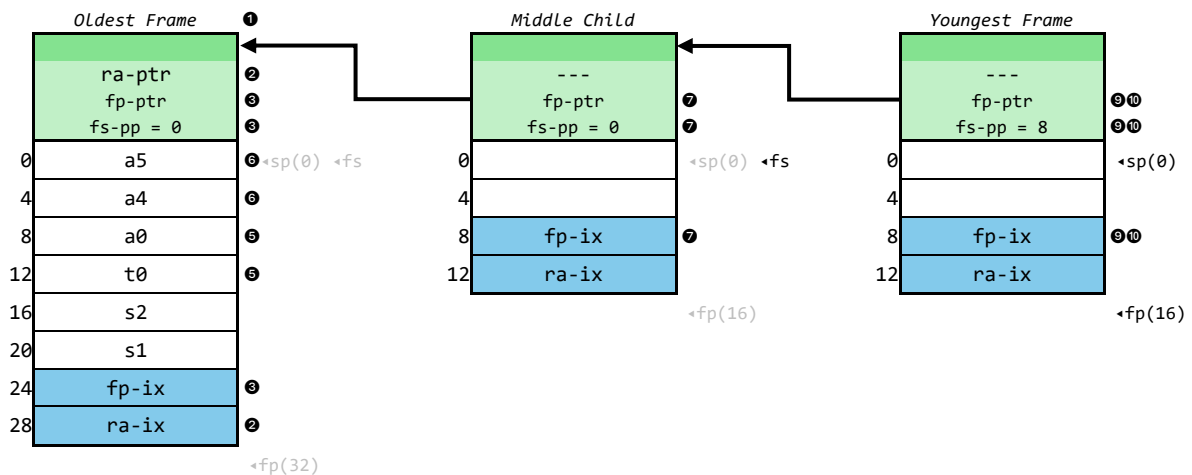 Oldest Frame ❶ Middle Child Youngest Frame
ra-ptr ❷ --- ---
fp-ptr ❸ fp-ptr ❼ fp-ptr ❾❿
fs-pp = 0 ❸ fs-pp = 0 ❼ fs-pp = 8 ❾❿
0 a5 ❻ ◂sp(0) ◂fs 0 ◂sp(0) ◂fs 0 ◂sp(0)
4 a4 ❻ 4 4
8 a0 ❺ 8 fp-ix ❼ 8 fp-ix ❾❿
12 t0 ❺ 12 ra-ix 12 ra-ix
16 s2 ◂fp(16) ◂fp(16)
20 s1
24 fp-ix ❸
28 ra-ix ❷
◂fp(32)